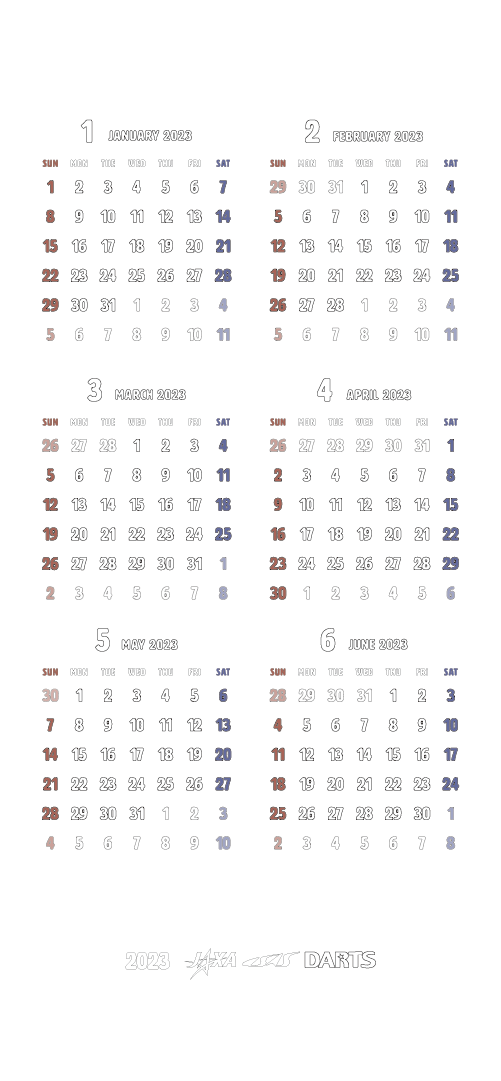 1 JANUARY 2023
SUN MON TUE WED THU FRI SAT
1 2 3 4 5 6 7
8 9 10 11 12 13 14
15 16 17 18 19 20 21
22 23 24 25 26 27 28
29 30 31 1 2 3 4
5 6 7 8 9 10 11
2 FEBRUARY 2023
SUN MON TUE WED THU FRI SAT
29 30 31 1 2 3 4
5 6 7 8 9 10 11
12 13 14 15 16 17 18
19 20 21 22 23 24 25
26 27 28 1 2 3 4
5 6 7 8 9 10 11
3 MARCH 2023
SUN MON TUE WED THU FRI SAT
26 27 28 1 2 3 4
5 6 7 8 9 10 11
12 13 14 15 16 17 18
19 20 21 22 23 24 25
26 27 28 29 30 31 1
2 3 4 5 6 7 8
4 APRIL 2023
SUN MON TUE WED THU FRI SAT
26 27 28 29 30 31 1
2 3 4 5 6 7 8
9 10 11 12 13 14 15
16 17 18 19 20 21 22
23 24 25 26 27 28 29
30 1 2 3 4 5 6
5 MAY 2023
SUN MON TUE WED THU FRI SAT
30 1 2 3 4 5 6
7 8 9 10 11 12 13
14 15 16 17 18 19 20
21 22 23 24 25 26 27
28 29 30 31 1 2 3
4 5 6 7 8 9 10
6 JUNE 2023
SUN MON TUE WED THU FRI SAT
28 29 30 31 1 2 3
4 5 6 7 8 9 10
11 12 13 14 15 16 17
18 19 20 21 22 23 24
25 26 27 28 29 30 1
2 3 4 5 6 7 8
2023 JAXA DARTS